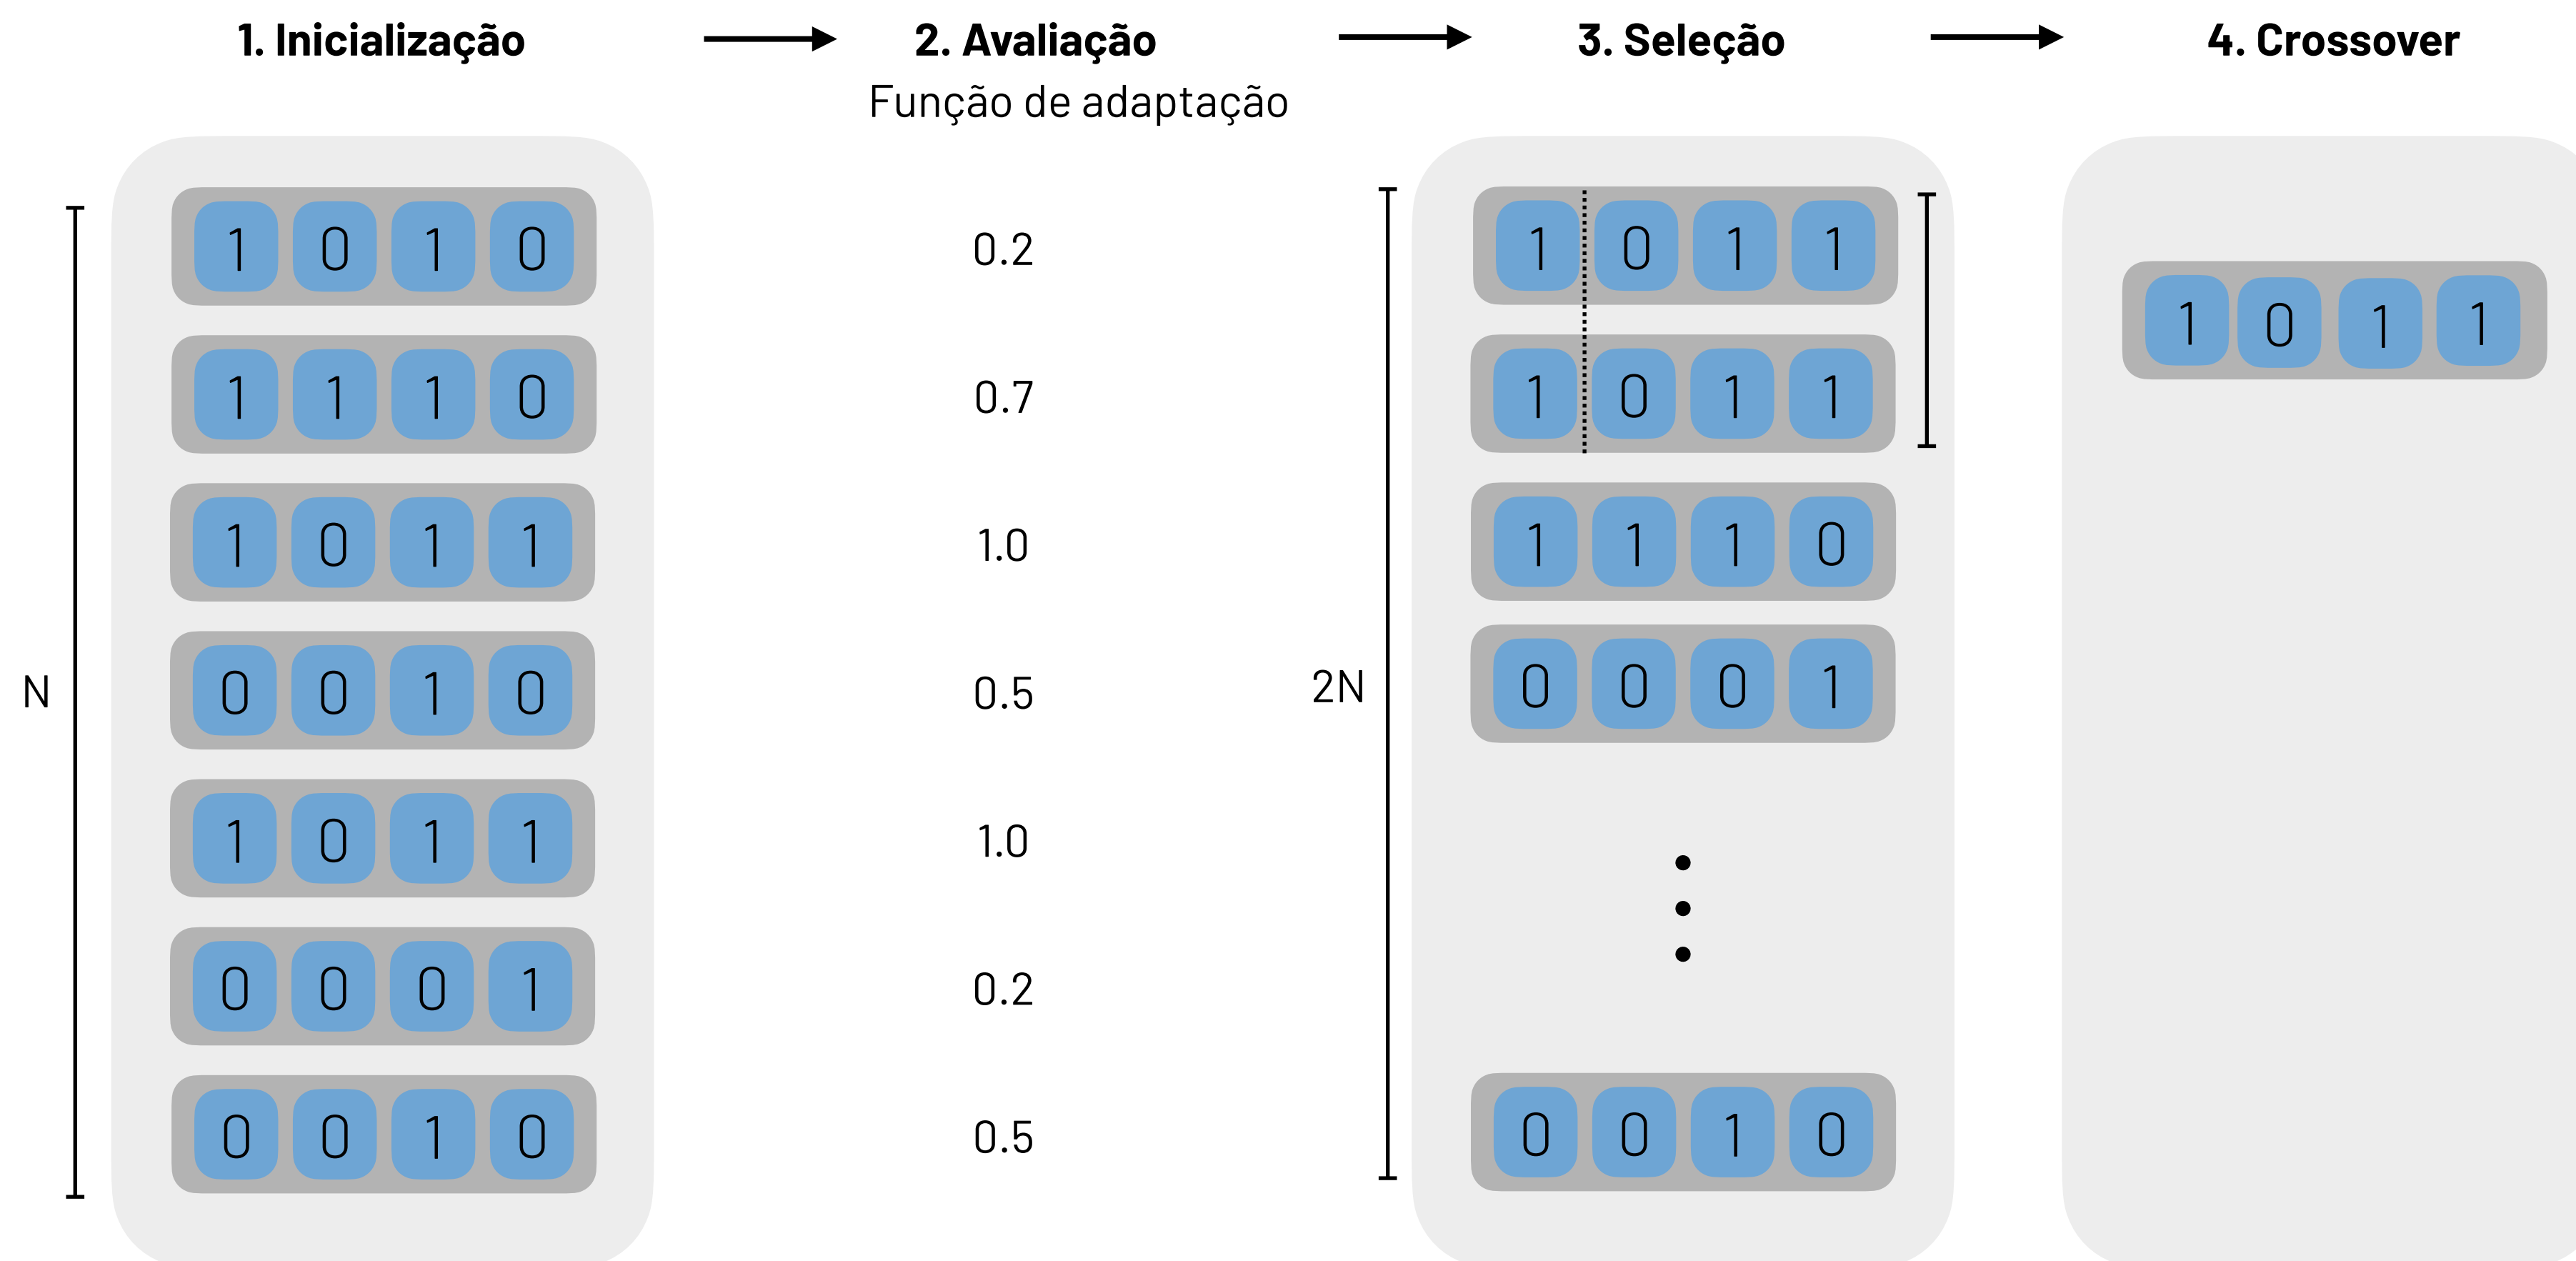 1. Inicialização
2. Avaliação
3. Seleção
4. Crossover
Função de adaptação
N
1 0 1 0
1 1 1 0
1 0 1 1
0 0 1 0
1 0 1 1
0 0 0 1
0 0 1 0
0.2
0.7
1.0
0.5
1.0
0.2
0.5
2N
1 0 1 1
1 0 1 1
1 1 1 0
0 0 0 1
0 0 1 0
1 0 1 1